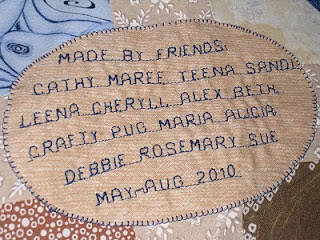 MADE BY FRIENDS:
CATHY MAREE TEENA SANDI
LEENA CHERYLL ALEX BETH
CRAFTY PUG MARIA ALICIA
DEBBIE ROSEMARY SUE
MAY-AUG 2010